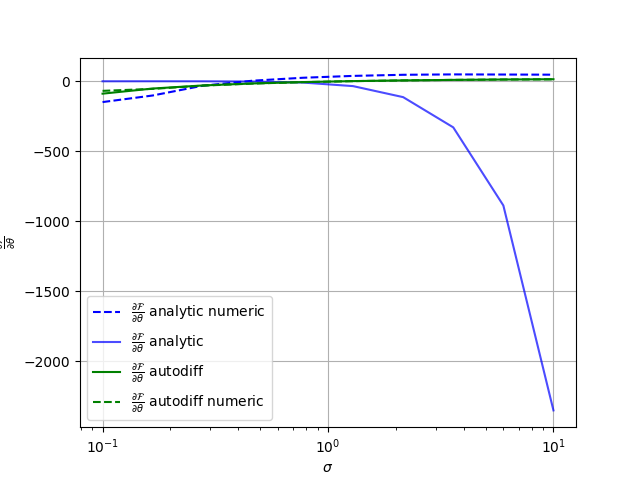 0
−500
−1000
−1500
−2000
∂F/∂θ analytic numeric
∂F/∂θ analytic
∂F/∂θ autodiff
∂F/∂θ autodiff numeric
10⁻¹ 10⁰ 10¹
σ